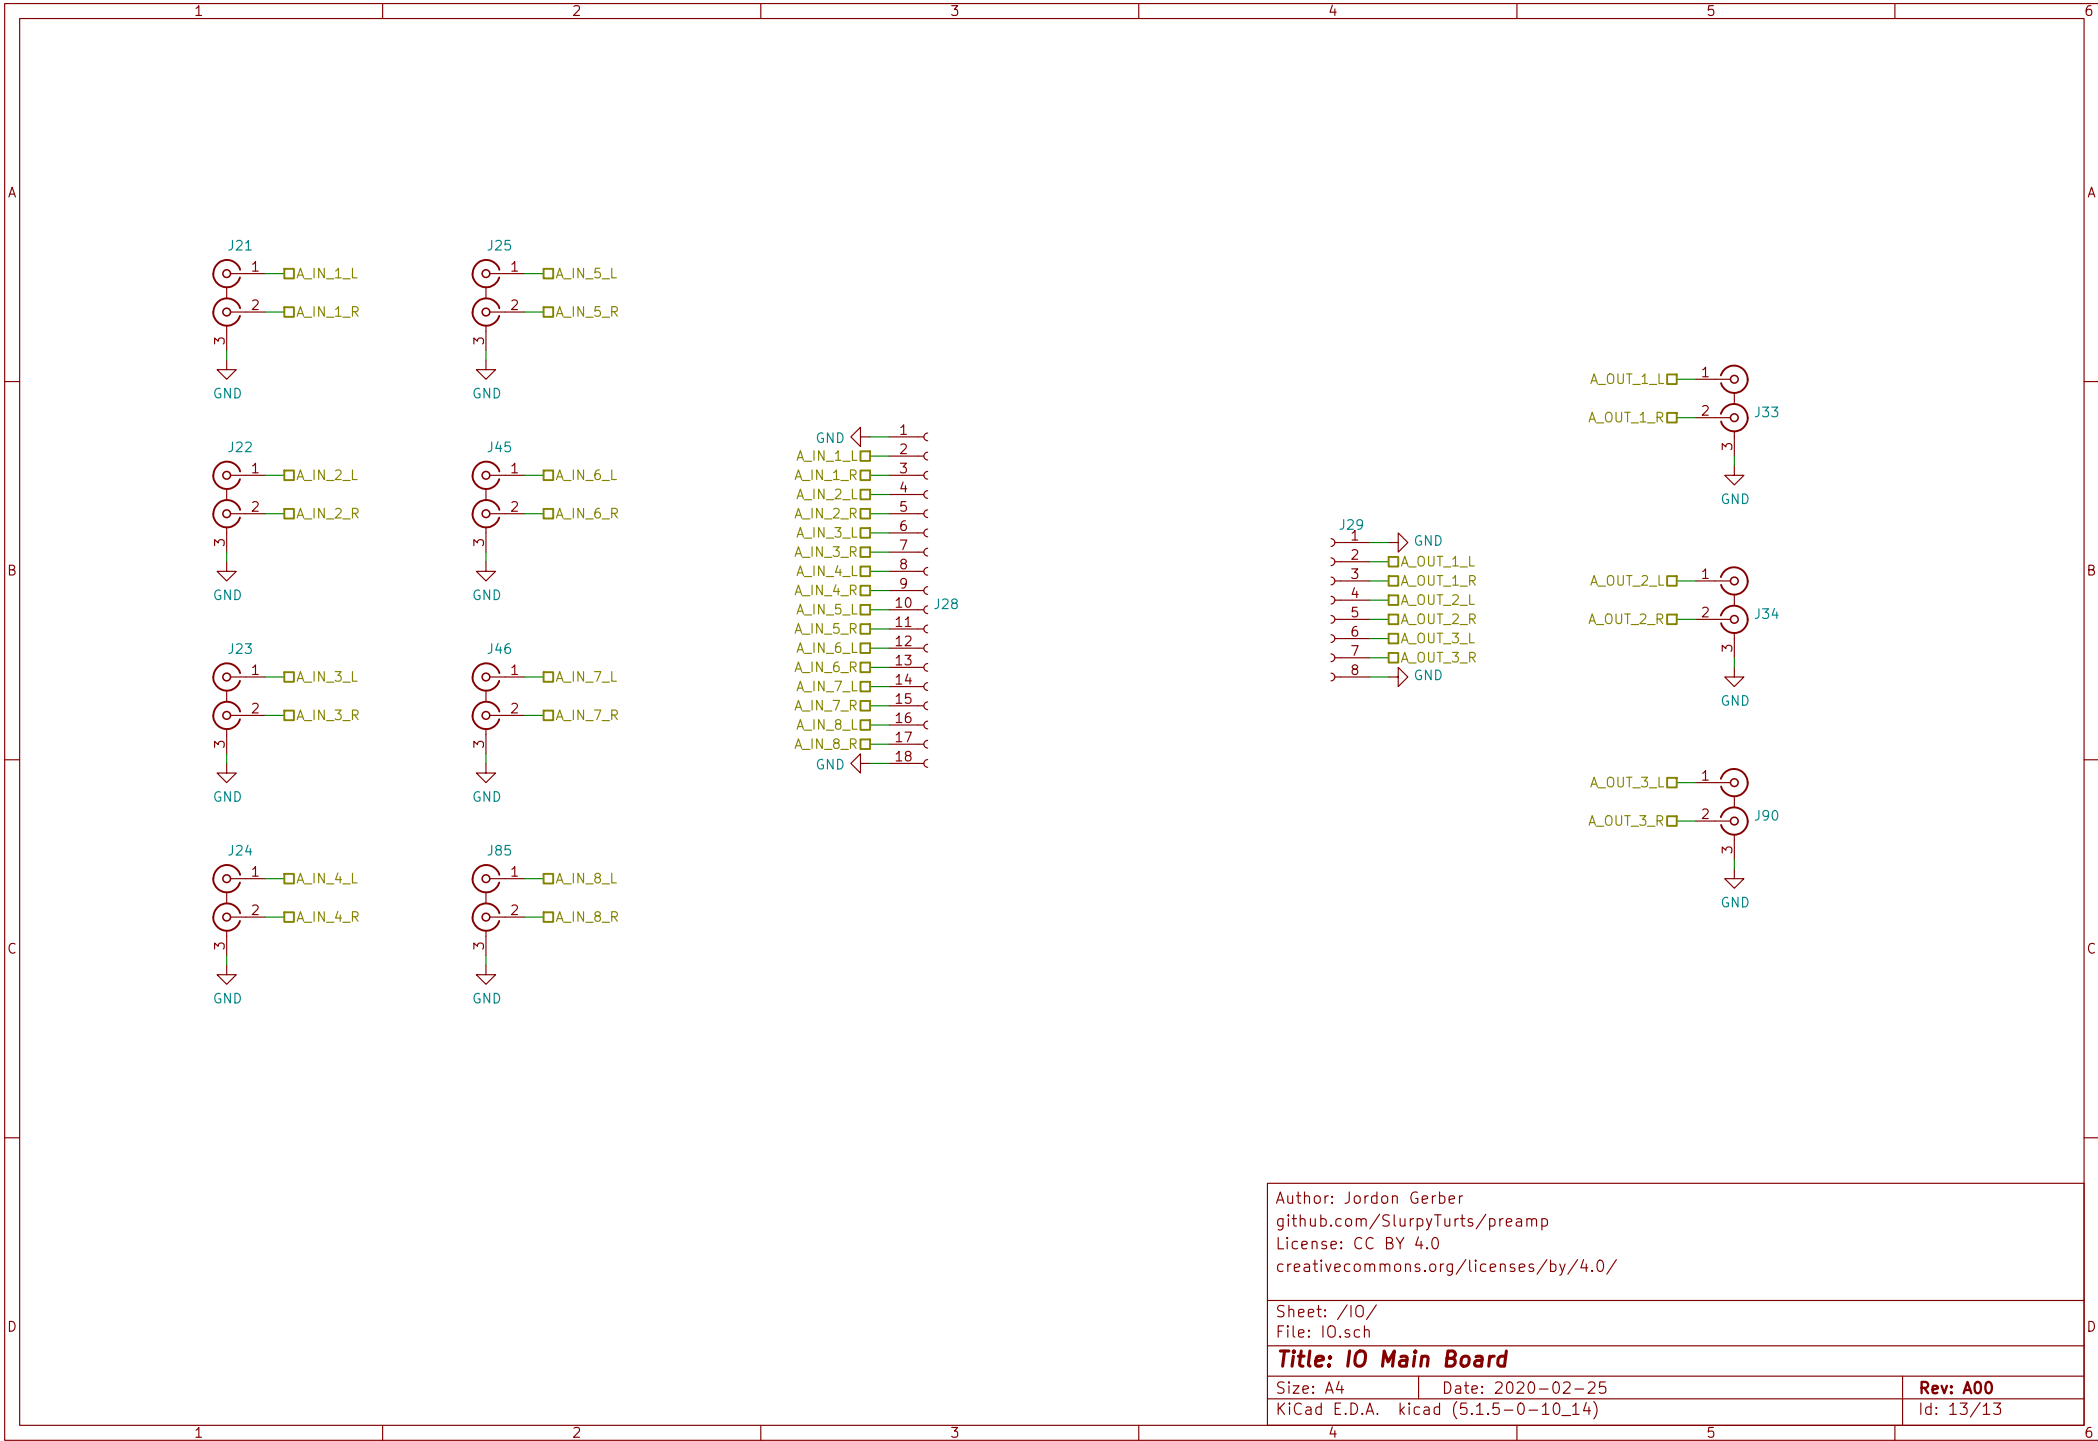 1 2 3 4 5 6
A A
J21
1 A_IN_1_L
2 A_IN_1_R
3
GND
J25
1 A_IN_5_L
2 A_IN_5_R
3
GND
J22
1 A_IN_2_L
2 A_IN_2_R
3
GND
J45
1 A_IN_6_L
2 A_IN_6_R
3
GND
B B
J23
1 A_IN_3_L
2 A_IN_3_R
3
GND
J46
1 A_IN_7_L
2 A_IN_7_R
3
GND
J24
1 A_IN_4_L
2 A_IN_4_R
3
GND
J85
1 A_IN_8_L
2 A_IN_8_R
3
GND
GND 1
A_IN_1_L 2
A_IN_1_R 3
A_IN_2_L 4
A_IN_2_R 5
A_IN_3_L 6
A_IN_3_R 7
A_IN_4_L 8
A_IN_4_R 9
A_IN_5_L 10 J28
A_IN_5_R 11
A_IN_6_L 12
A_IN_6_R 13
A_IN_7_L 14
A_IN_7_R 15
A_IN_8_L 16
A_IN_8_R 17
GND 18
J29
1 GND
2 A_OUT_1_L
3 A_OUT_1_R
4 A_OUT_2_L
5 A_OUT_2_R
6 A_OUT_3_L
7 A_OUT_3_R
8 GND
A_OUT_1_L 1
A_OUT_1_R 2 J33
3
GND
A_OUT_2_L 1
A_OUT_2_R 2 J34
3
GND
A_OUT_3_L 1
A_OUT_3_R 2 J90
3
GND
C C
Author: Jordon Gerber
github.com/SlurpyTurts/preamp
License: CC BY 4.0
creativecommons.org/licenses/by/4.0/
Sheet: /IO/
File: IO.sch
D D
Title: IO Main Board
Size: A4 Date: 2020-02-25 Rev: A00
KiCad E.D.A. kicad (5.1.5-0-10_14) Id: 13/13
1 2 3 4 5 6